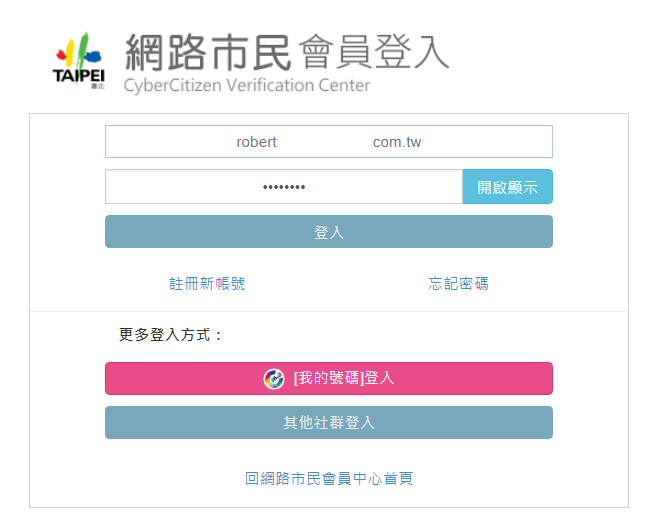 網路市民會員登入
TAIPEI
臺北
CyberCitizen Verification Center
robert com.tw
•••••••• 開啟顯示
登入
註冊新帳號 忘記密碼
更多登入方式：
[我的號碼]登入
其他社群登入
回網路市民會員中心首頁